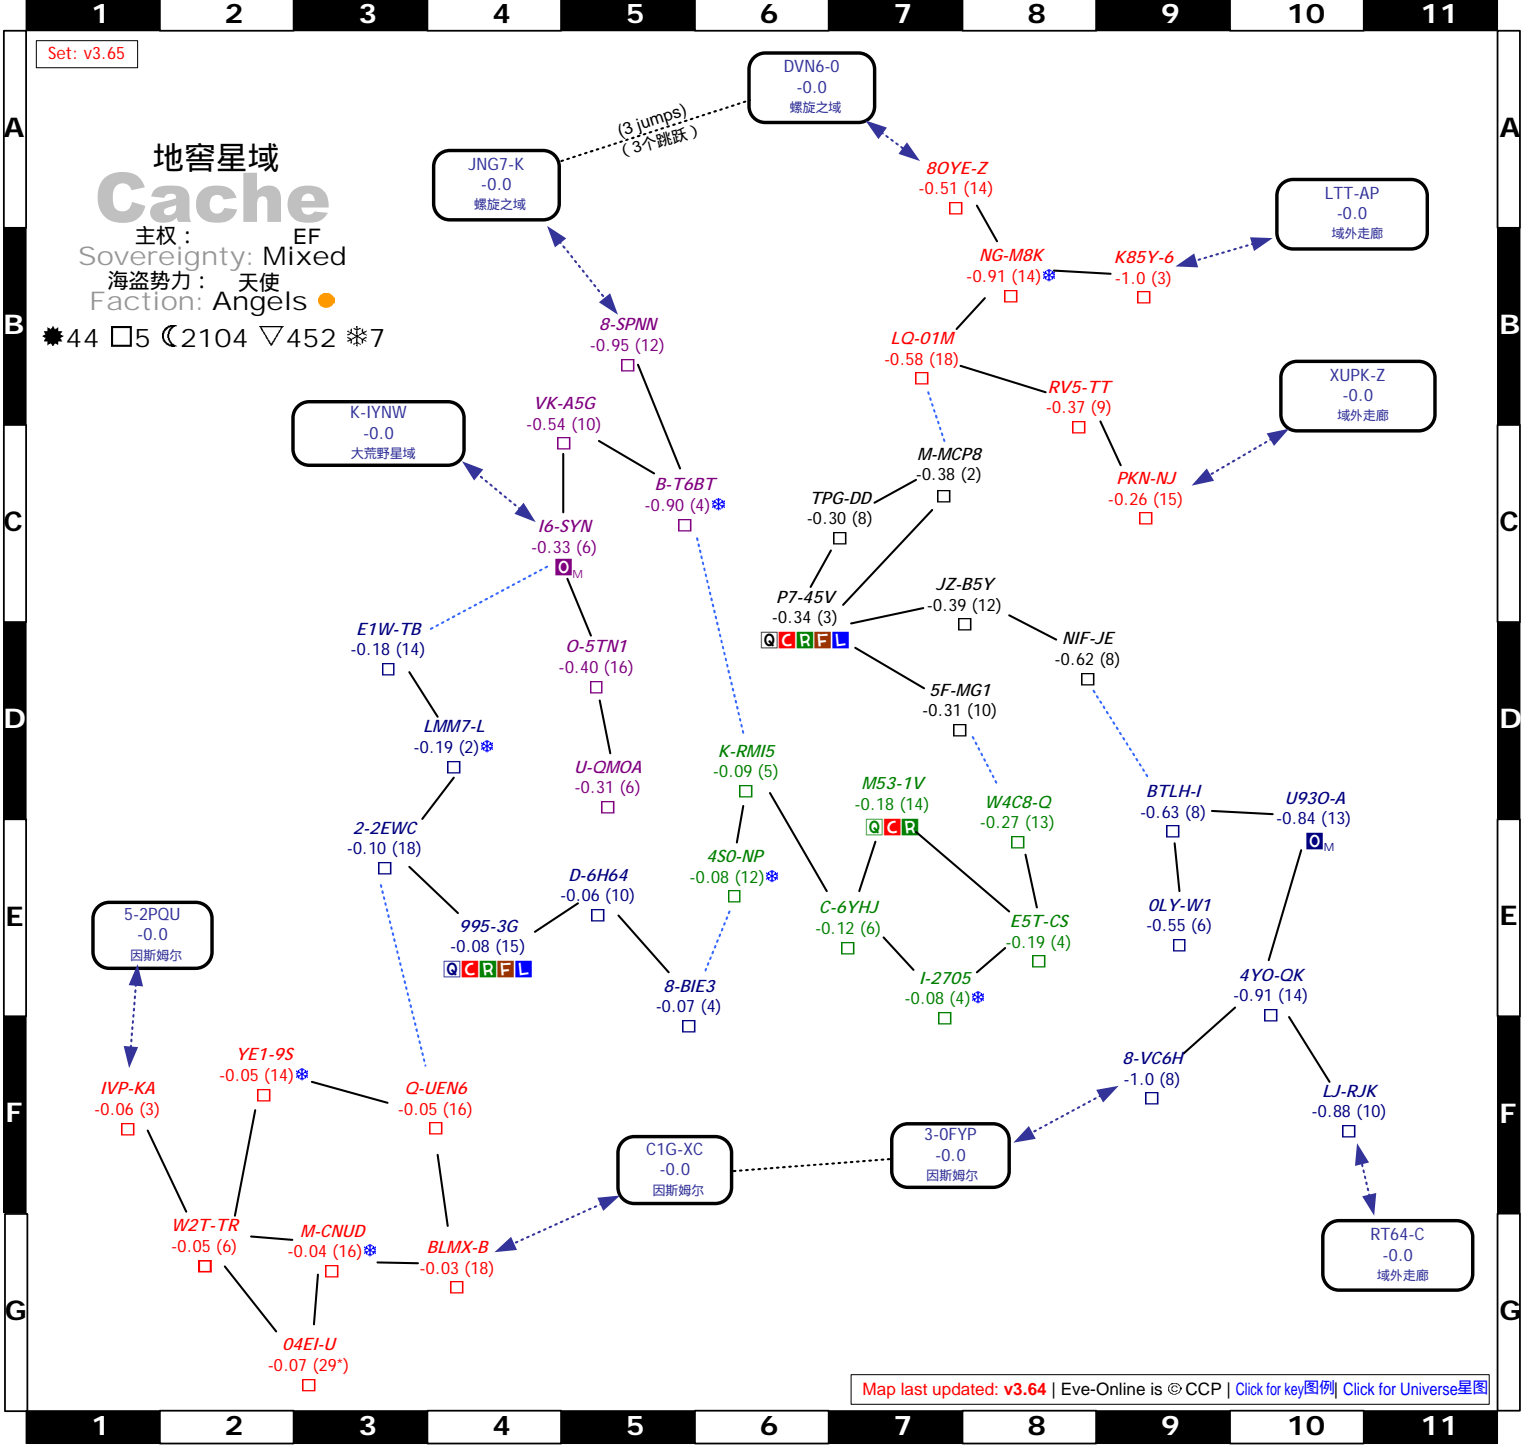 1 2 3 4 5 6 7 8 9 10 11
Set: v3.65
A
A
DVN6-0
-0.0
螺旋之域
(3 jumps)
（3个跳跃）
JNG7-K
-0.0
螺旋之域
8OYE-Z
-0.51 (14)
LTT-AP
-0.0
域外走廊
地窖星域
Cache
主权： EF
Sovereignty: Mixed
海盗势力： 天使
Faction: Angels
44 5 2104 452 7
B
B
NG-M8K
-0.91 (14)
K85Y-6
-1.0 (3)
8-SPNN
-0.95 (12)
LQ-01M
-0.58 (18)
RV5-TT
-0.37 (9)
XUPK-Z
-0.0
域外走廊
K-IYNW
-0.0
大荒野星域
VK-A5G
-0.54 (10)
C
C
B-T6BT
-0.90 (4)
M-MCP8
-0.38 (2)
TPG-DD
-0.30 (8)
PKN-NJ
-0.26 (15)
I6-SYN
-0.33 (6)
O M
P7-45V
-0.34 (3)
Q C R F L
JZ-B5Y
-0.39 (12)
NIF-JE
-0.62 (8)
E1W-TB
-0.18 (14)
O-5TN1
-0.40 (16)
5F-MG1
-0.31 (10)
D
D
LMM7-L
-0.19 (2)
U-QMOA
-0.31 (6)
K-RMI5
-0.09 (5)
M53-1V
-0.18 (14)
Q C R
W4C8-Q
-0.27 (13)
BTLH-I
-0.63 (8)
U93O-A
-0.84 (13)
O M
2-2EWC
-0.10 (18)
4S0-NP
-0.08 (12)
D-6H64
-0.06 (10)
E
E
C-6YHJ
-0.12 (6)
E5T-CS
-0.19 (4)
0LY-W1
-0.55 (6)
5-2PQU
-0.0
因斯姆尔
995-3G
-0.08 (15)
Q C R F L
8-BIE3
-0.07 (4)
I-2705
-0.08 (4)
4YO-QK
-0.91 (14)
YE1-9S
-0.05 (14)
8-VC6H
-1.0 (8)
IVP-KA
-0.06 (3)
Q-UEN6
-0.05 (16)
LJ-RJK
-0.88 (10)
F
F
C1G-XC
-0.0
因斯姆尔
3-0FYP
-0.0
因斯姆尔
W2T-TR
-0.05 (6)
M-CNUD
-0.04 (16)
BLMX-B
-0.03 (18)
RT64-C
-0.0
域外走廊
G
G
04EI-U
-0.07 (29*)
Map last updated: v3.64 | Eve-Online is © CCP | Click for key图例| Click for Universe星图
1 2 3 4 5 6 7 8 9 10 11